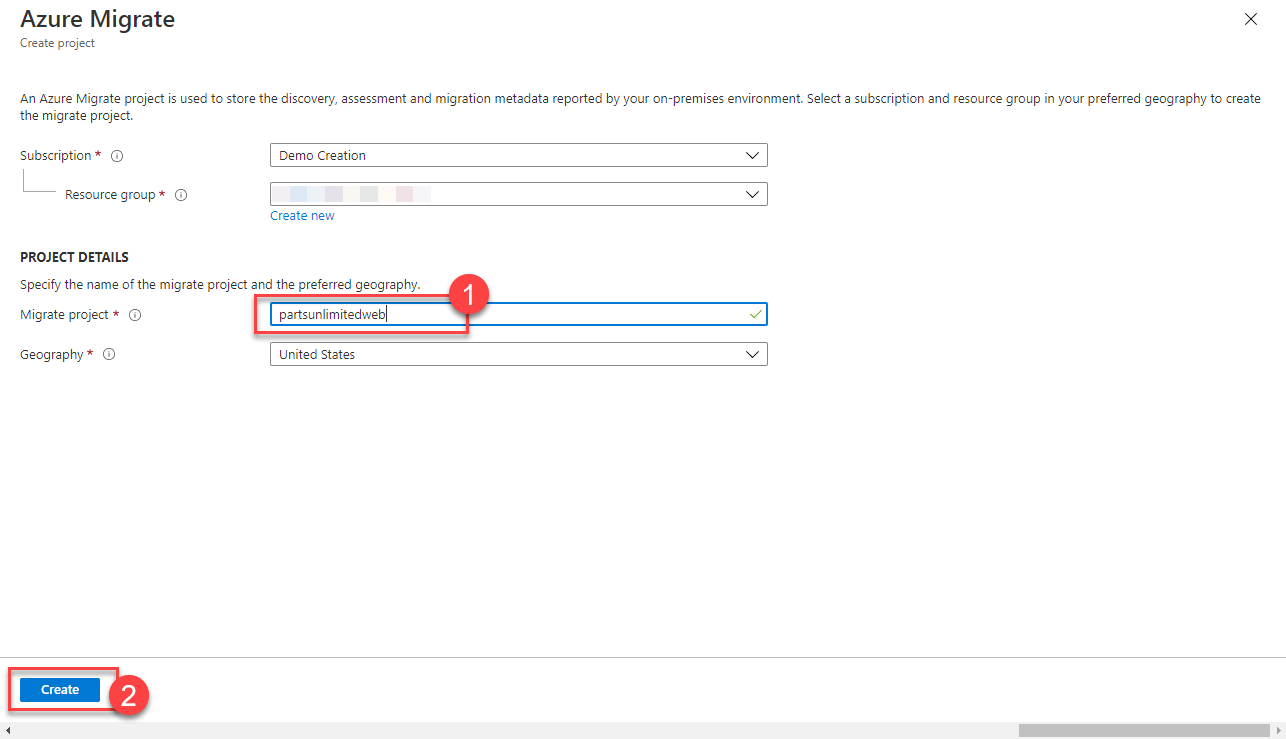 Azure Migrate
Create project
An Azure Migrate project is used to store the discovery, assessment and migration metadata reported by your on-premises environment. Select a subscription and resource group in your preferred geography to create
the migrate project.
Subscription * Demo Creation
Resource group *
Create new
PROJECT DETAILS
Specify the name of the migrate project and the preferred geography.
1
Migrate project * partsunlimitedweb
Geography * United States
Create
2